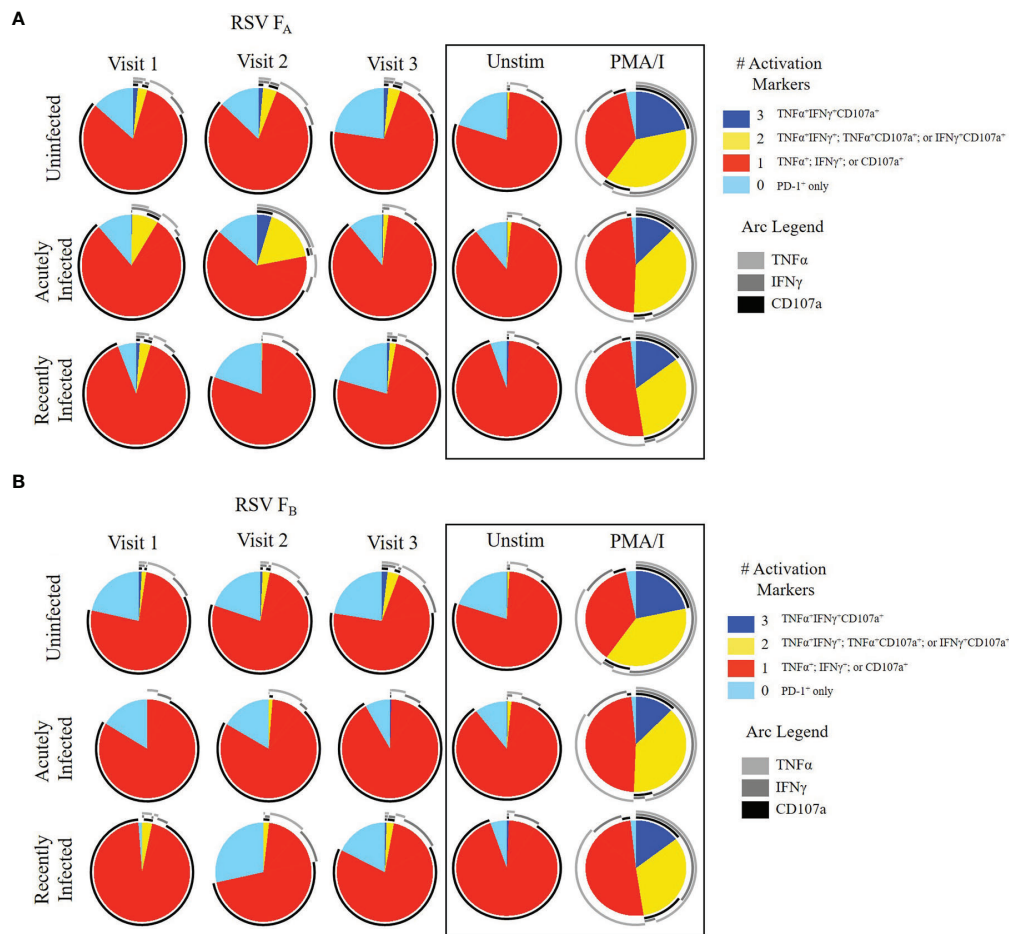 A
RSV F_A
Visit 1
Visit 2
Visit 3
Unstim
PMA/I
Uninfected
Acutely
Infected
Recently
Infected
# Activation
Markers
3 TNFα⁺IFNγ⁺CD107a⁺
2 TNFα⁺IFNγ⁺; TNFα⁺CD107a⁺; or IFNγ⁺CD107a⁺
1 TNFα⁺; IFNγ⁺; or CD107a⁺
0 PD-1⁺ only
Arc Legend
TNFα
IFNγ
CD107a
B
RSV F_B
Visit 1
Visit 2
Visit 3
Unstim
PMA/I
Uninfected
Acutely
Infected
Recently
Infected
# Activation
Markers
3 TNFα⁺IFNγ⁺CD107a⁺
2 TNFα⁺IFNγ⁺; TNFα⁺CD107a⁺; or IFNγ⁺CD107a⁺
1 TNFα⁺; IFNγ⁺; or CD107a⁺
0 PD-1⁺ only
Arc Legend
TNFα
IFNγ
CD107a